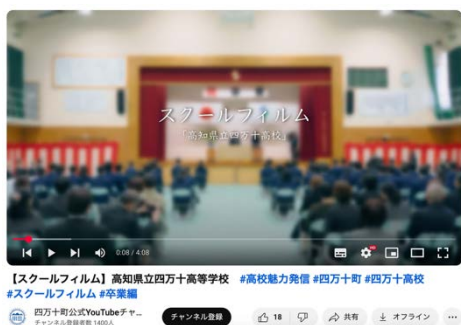 スクールフィルム
「高知県立四万十高校」
0:08 / 4:08
【スクールフィルム】高知県立四万十高等学校 #高校魅力発信 #四万十町 #四万十高校
#スクールフィルム #卒業編
四万十町公式YouTubeチャ...
チャンネル登録者数 1400人
チャンネル登録
18
共有
オフライン